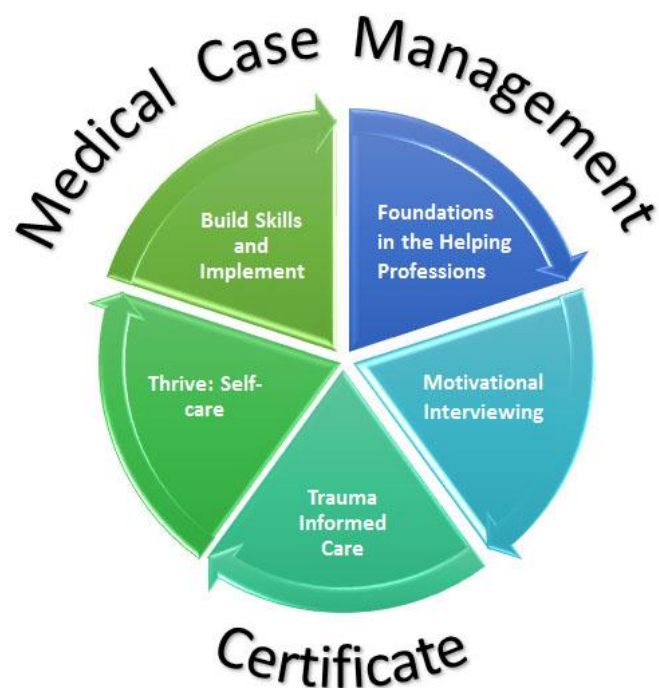 Medical Case Management
Foundations
in the Helping
Professions
Motivational
Interviewing
Trauma
Informed
Care
Thrive: Self-
care
Build Skills
and
Implement
Certificate